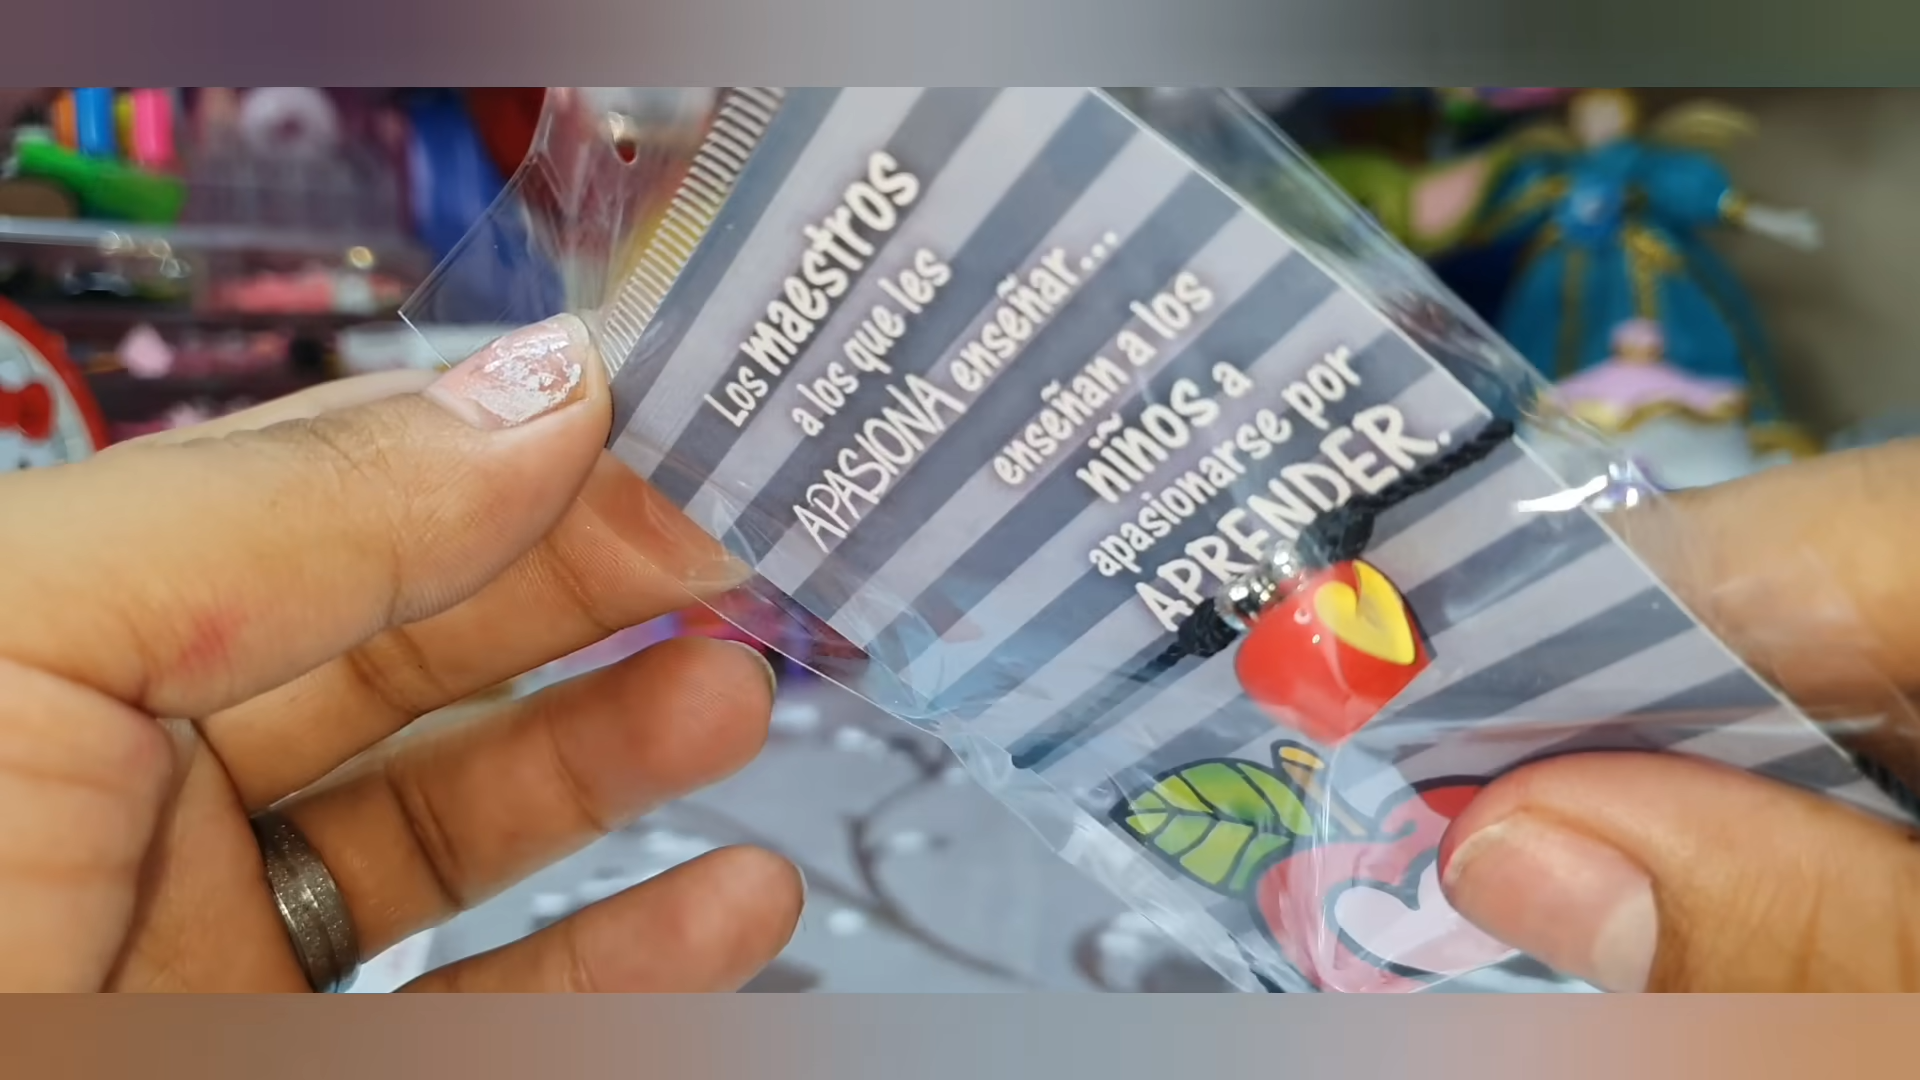 Los maestros
a los que les
APASIONA enseñar...
enseñan a los
niños a
apasionarse por
APRENDER.